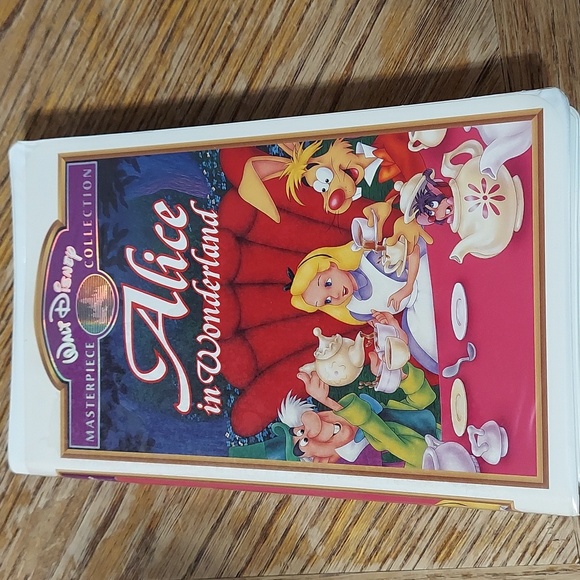 WALT DISNEY
MASTERPIECE COLLECTION
Alice
in Wonderland